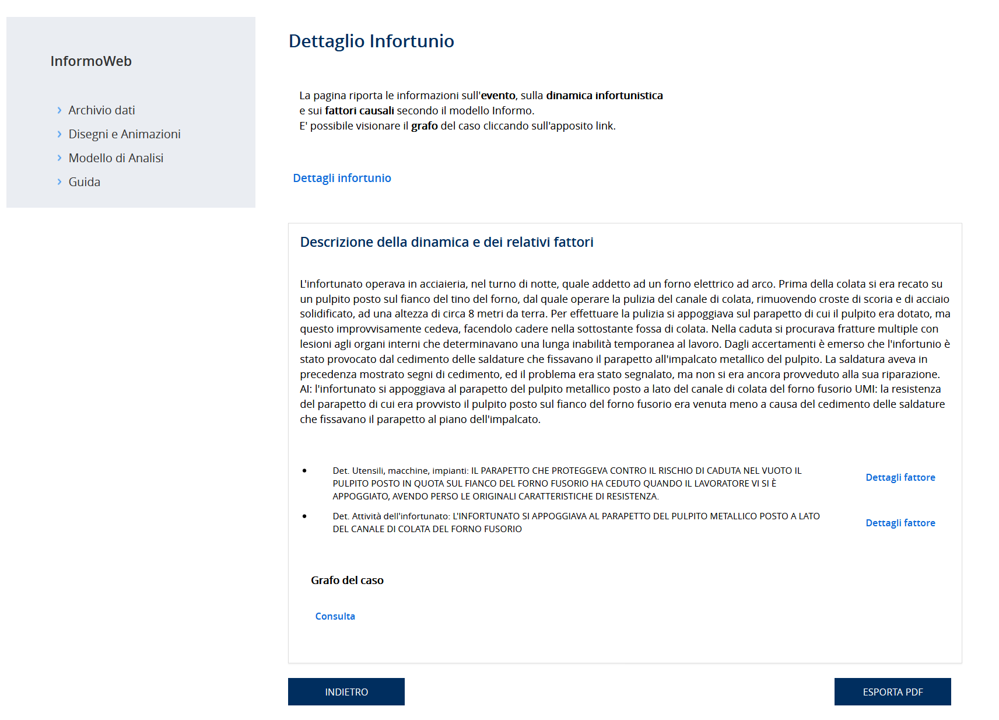 InformoWeb
Archivio dati
Disegni e Animazioni
Modello di Analisi
Guida
Dettaglio Infortunio
La pagina riporta le informazioni sull'evento, sulla dinamica infortunistica
e sui fattori causali secondo il modello Informo.
E' possibile visionare il grafo del caso cliccando sull'apposito link.
Dettagli infortunio
Descrizione della dinamica e dei relativi fattori
L'infortunato operava in acciaieria, nel turno di notte, quale addetto ad un forno elettrico ad arco. Prima della colata si era recato su
un pulpito posto sul fianco del tino del forno, dal quale operare la pulizia del canale di colata, rimuovendo croste di scoria e di acciaio
solidificato, ad una altezza di circa 8 metri da terra. Per effettuare la pulizia si appoggiava sul parapetto di cui il pulpito era dotato, ma
questo improvvisamente cedeva, facendolo cadere nella sottostante fossa di colata. Nella caduta si procurava fratture multiple con
lesioni agli organi interni che determinavano una lunga inabilità temporanea al lavoro. Dagli accertamenti è emerso che l'infortunio è
stato provocato dal cedimento delle saldature che fissavano il parapetto all'impalcato metallico del pulpito. La saldatura aveva in
precedenza mostrato segni di cedimento, ed il problema era stato segnalato, ma non si era ancora provveduto alla sua riparazione.
AI: l'infortunato si appoggiava al parapetto del pulpito metallico posto a lato del canale di colata del forno fusorio UMI: la resistenza
del parapetto di cui era provvisto il pulpito posto sul fianco del forno fusorio era venuta meno a causa del cedimento delle saldature
che fissavano il parapetto al piano dell'impalcato.
Det. Utensili, macchine, impianti: IL PARAPETTO CHE PROTEGGEVA CONTRO IL RISCHIO DI CADUTA NEL VUOTO IL
PULPITO POSTO IN QUOTA SUL FIANCO DEL FORNO FUSORIO HA CEDUTO QUANDO IL LAVORATORE VI SI È
APPOGGIATO, AVENDO PERSO LE ORIGINALI CARATTERISTICHE DI RESISTENZA.
Dettagli fattore
Det. Attività dell'infortunato: L'INFORTUNATO SI APPOGGIAVA AL PARAPETTO DEL PULPITO METALLICO POSTO A LATO
DEL CANALE DI COLATA DEL FORNO FUSORIO
Dettagli fattore
Grafo del caso
Consulta
INDIETRO
ESPORTA PDF